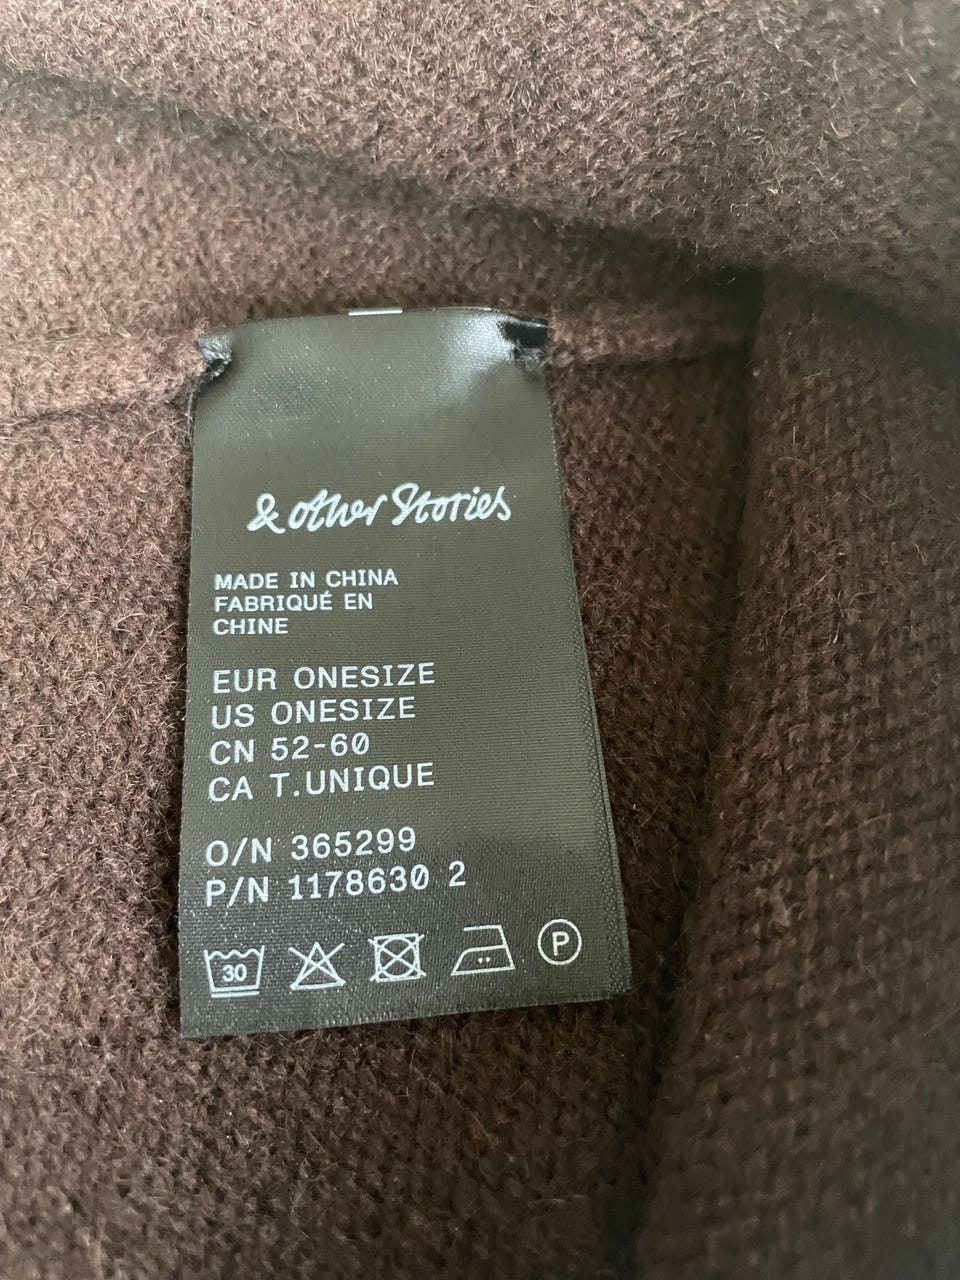 & other Stories
MADE IN CHINA
FABRIQUÉ EN
CHINE
EUR ONESIZE
US ONESIZE
CN 52-60
CA T.UNIQUE
O/N 365299
P/N 1178630 2
30 P